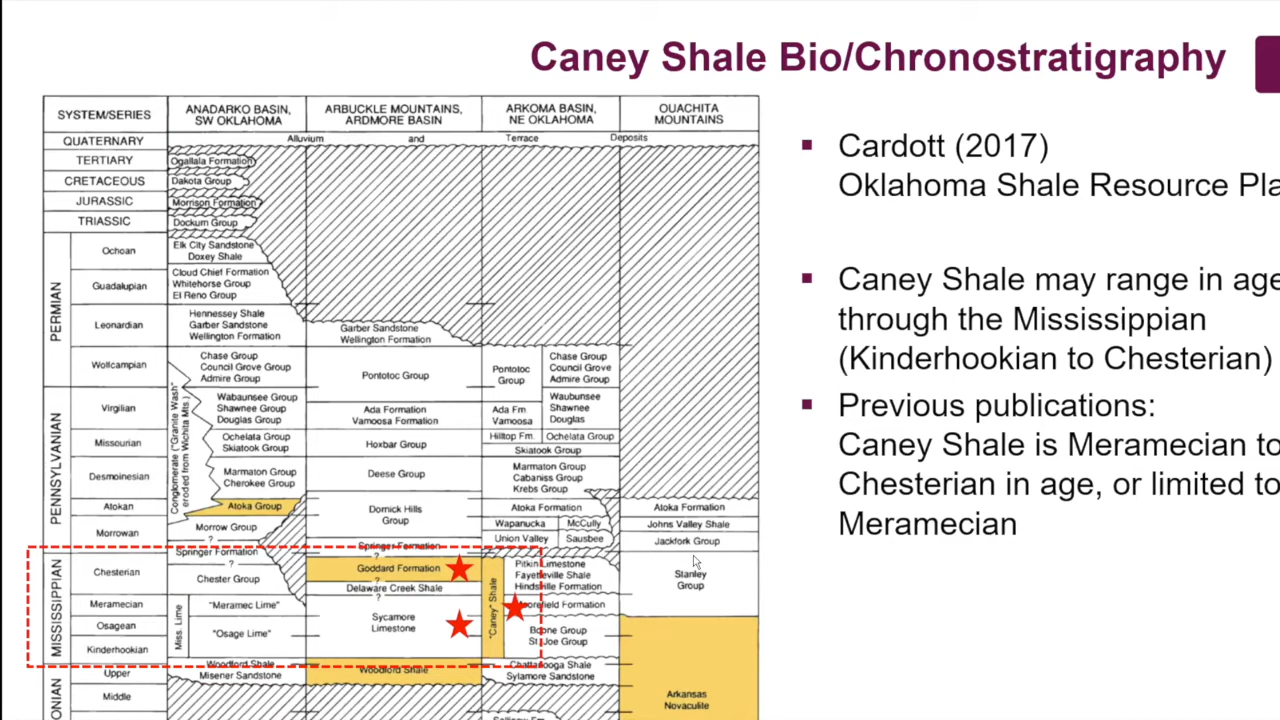 Caney Shale Bio/Chronostratigraphy
SYSTEM/SERIES
ANADARKO BASIN,
SW OKLAHOMA
ARBUCKLE MOUNTAINS,
ARDMORE BASIN
ARKOMA BASIN,
NE OKLAHOMA
OUACHITA
MOUNTAINS
QUATERNARY
Alluvium and Terrace Deposits
TERTIARY
Ogallala Formation
CRETACEOUS
Dakota Group
JURASSIC
Morrison Formation
TRIASSIC
Dockum Group
PERMIAN
Ochoan
Elk City Sandstone
Doxey Shale
Guadalupian
Cloud Chief Formation
Whitehorse Group
El Reno Group
Leonardian
Hennessey Shale
Garber Sandstone
Wellington Formation
Garber Sandstone
Wellington Formation
Wolfcampian
Chase Group
Council Grove Group
Admire Group
Pontotoc Group
Pontotoc
Group
Chase Group
Council Grove
Admire Group
PENNSYLVANIAN
Conglomerate ("Granite Wash"
eroded from Wichita Mts.)
Virgilian
Wabaunsee Group
Shawnee Group
Douglas Group
Ada Formation
Vamoosa Formation
Ada Fm
Vamoosa
Waubunsee
Shawnee
Douglas
Missourian
Ochelata Group
Skiatook Group
Hoxbar Group
Hilltop Fm.
Ochelata Group
Skiatook Group
Desmoinesian
Marmaton Group
Cherokee Group
Deese Group
Marmaton Group
Cabaniss Group
Krebs Group
Atokan
Atoka Group
Dornick Hills
Group
Atoka Formation
Atoka Formation
Morrowan
Morrow Group
?
Wapanucka
McCully
Union Valley
Sausbee
Johns Valley Shale
Jackfork Group
Springer Formation
?
Springer Formation
?
MISSISSIPPIAN
Chesterian
Chester Group
Goddard Formation
?
Delaware Creek Shale
?
"Caney" Shale
Pitkin Limestone
Fayetteville Shale
Hindsville Formation
Stanley
Group
Meramecian
Miss. Lime
"Meramec Lime"
Sycamore
Limestone
Formation
Osagean
"Osage Lime"
Boone Group
St. Joe Group
Kinderhookian
Upper
Woodford Shale
Misener Sandstone
Woodford Shale
Chattanooga Shale
Sylamore Sandstone
Middle
Arkansas
Novaculite
▪ Cardott (2017)
Oklahoma Shale Resource Pla
▪ Caney Shale may range in age
through the Mississippian
(Kinderhookian to Chesterian)
▪ Previous publications:
Caney Shale is Meramecian to
Chesterian in age, or limited to
Meramecian